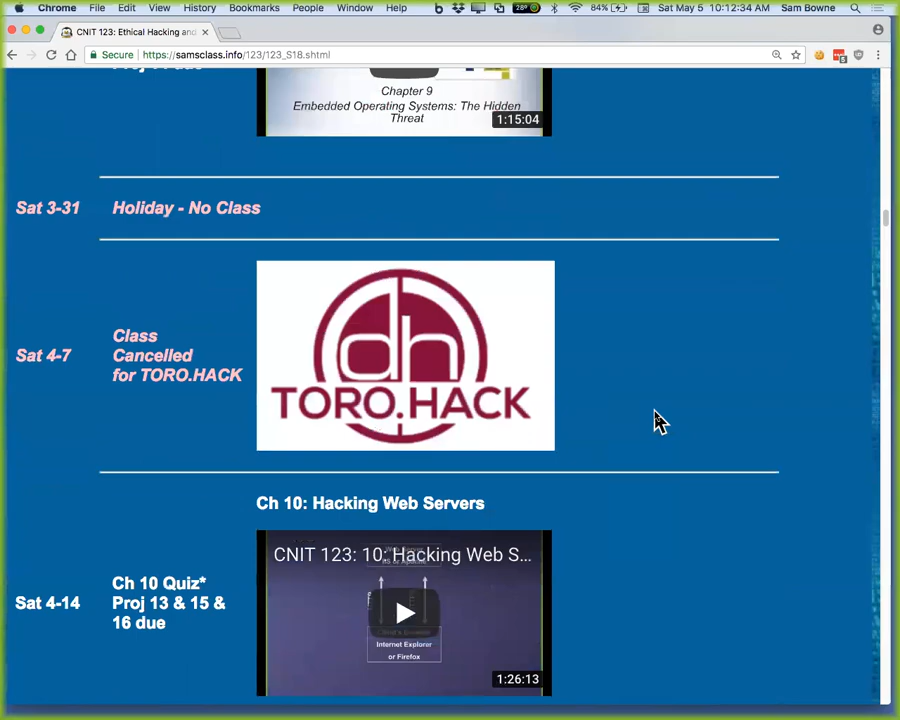 Chrome File Edit View History Bookmarks People Window Help 28° 84% Sat May 5 10:12:34 AM Sam Bowne
CNIT 123: Ethical Hacking and
Secure https://samsclass.info/123/123_S18.shtml
Chapter 9
Embedded Operating Systems: The Hidden
Threat
1:15:04
Sat 3-31 Holiday - No Class
Sat 4-7
Class
Cancelled
for TORO.HACK
dh
TORO.HACK
Ch 10: Hacking Web Servers
Sat 4-14
Ch 10 Quiz*
Proj 13 & 15 &
16 due
CNIT 123: 10: Hacking Web S...
Internet Explorer
or Firefox
1:26:13